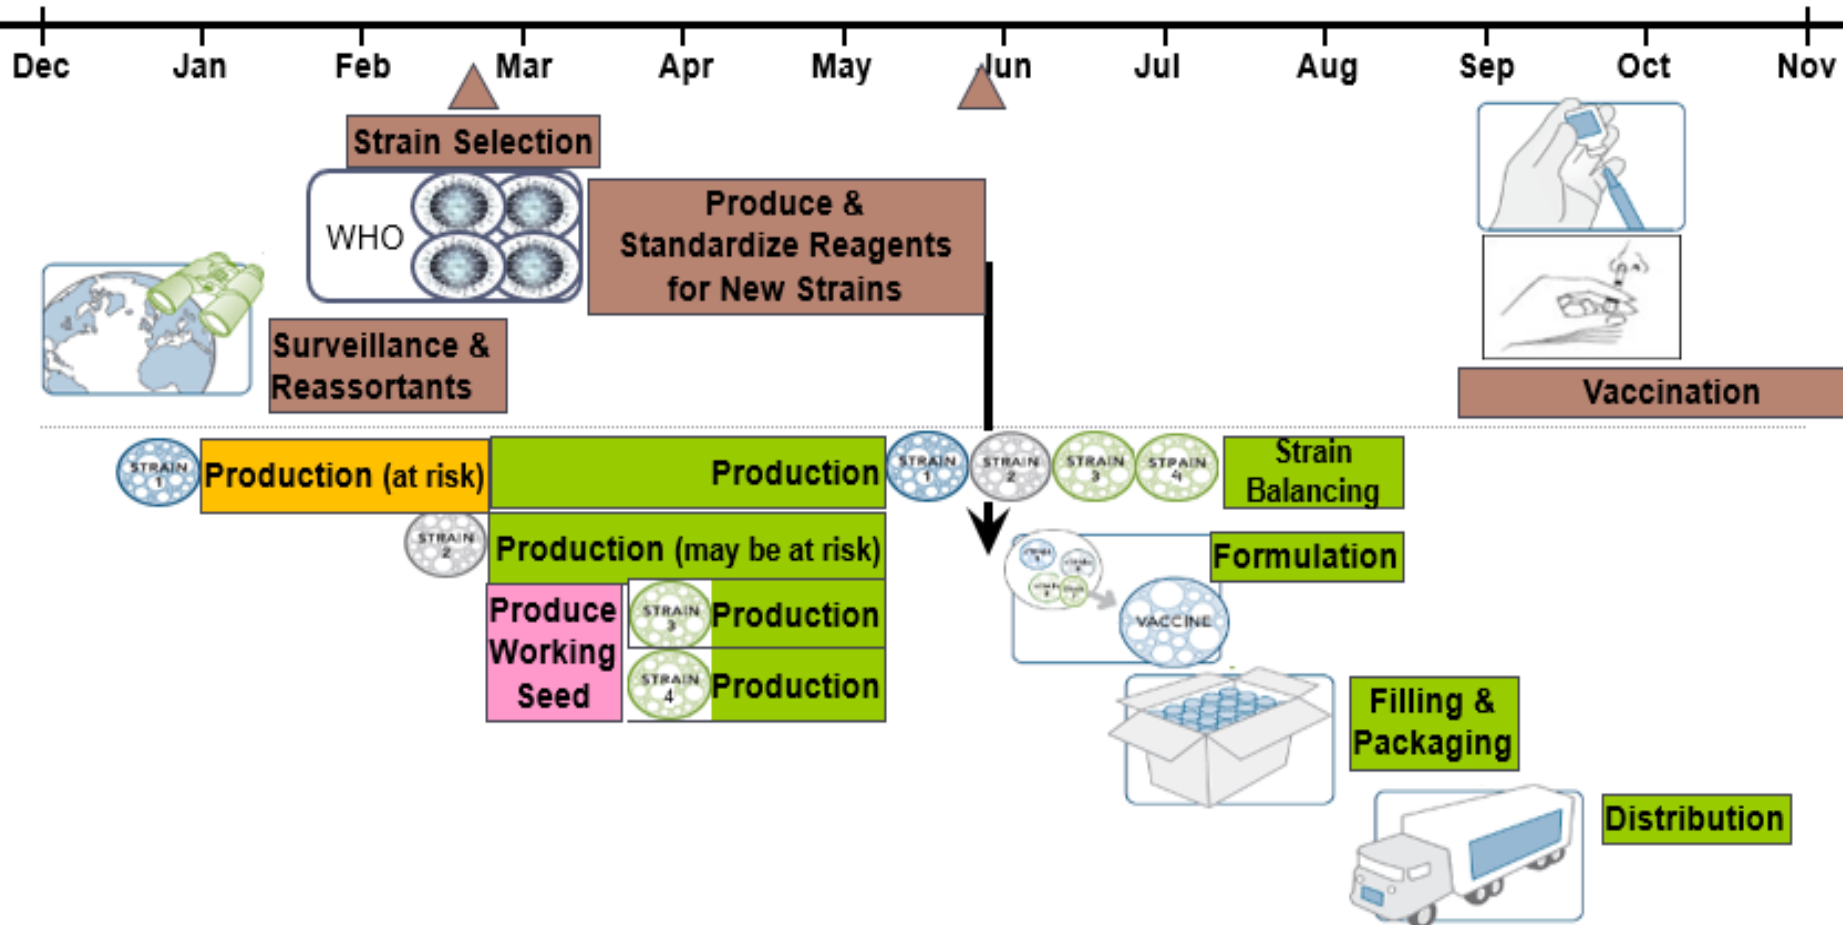 Dec Jan Feb Mar Apr May Jun Jul Aug Sep Oct Nov
Strain Selection
WHO
Produce &
Standardize Reagents
for New Strains
Surveillance &
Reassortants
Vaccination
STRAIN
1
Production (at risk)
Production
STRAIN
1
STRAIN
2
STRAIN
3
STRAIN
4
Strain
Balancing
STRAIN
2
Production (may be at risk)
Formulation
Produce
Working
Seed
STRAIN
3
Production
VACCINE
STRAIN
4
Production
Filling &
Packaging
Distribution